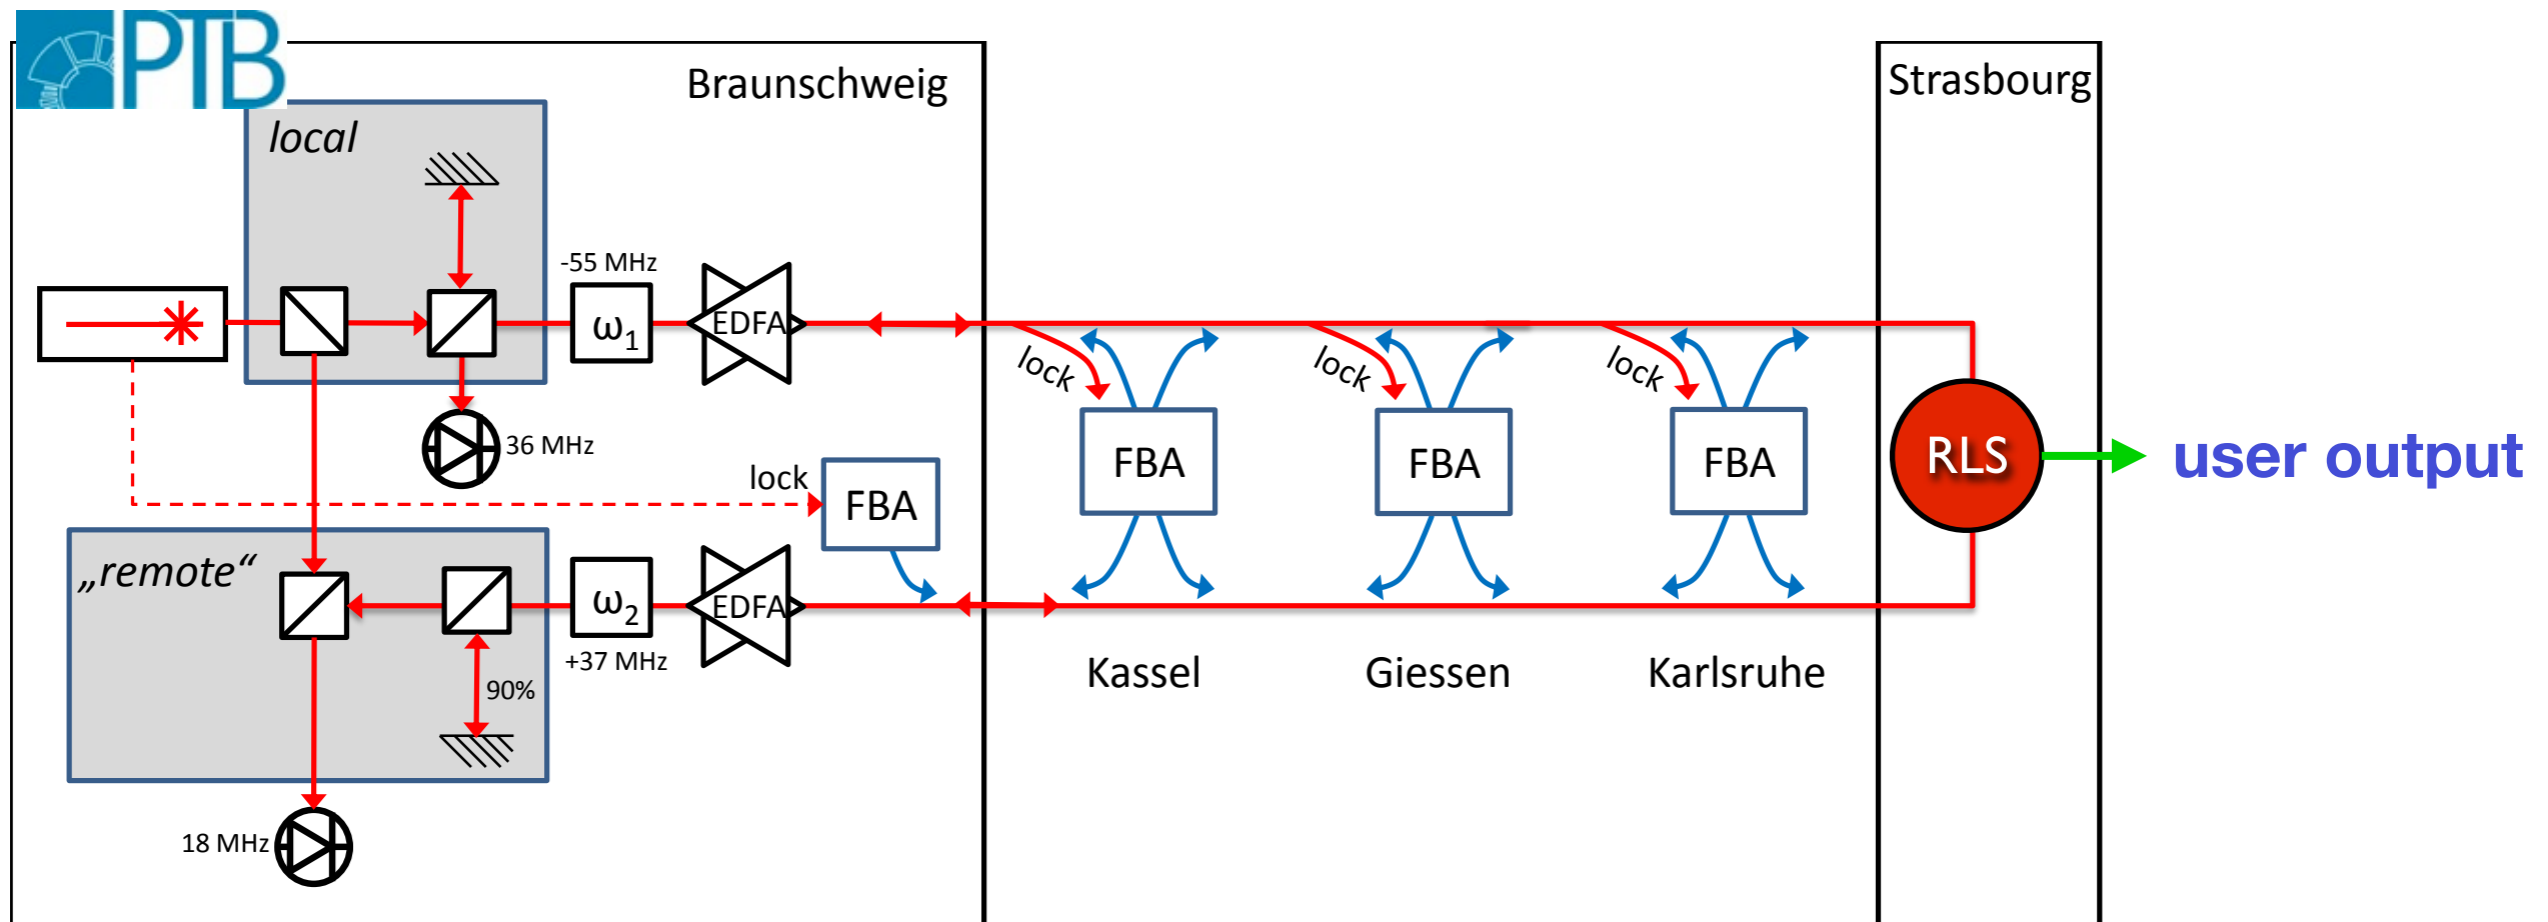 PTB
Braunschweig
Strasbourg
local
-55 MHz
ω1
EDFA
lock
lock
lock
36 MHz
lock
FBA
FBA
FBA
FBA
RLS
user output
„remote“
ω2
EDFA
+37 MHz
90%
Kassel
Giessen
Karlsruhe
18 MHz